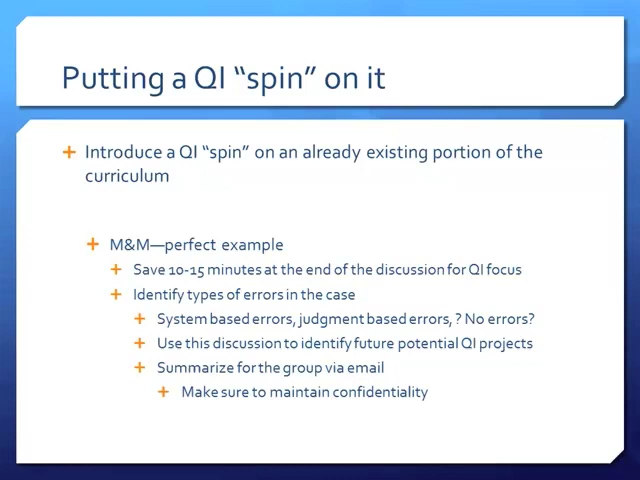 Putting a QI “spin” on it
Introduce a QI “spin” on an already existing portion of the
curriculum
M&M—perfect example
Save 10-15 minutes at the end of the discussion for QI focus
Identify types of errors in the case
System based errors, judgment based errors, ? No errors?
Use this discussion to identify future potential QI projects
Summarize for the group via email
Make sure to maintain confidentiality